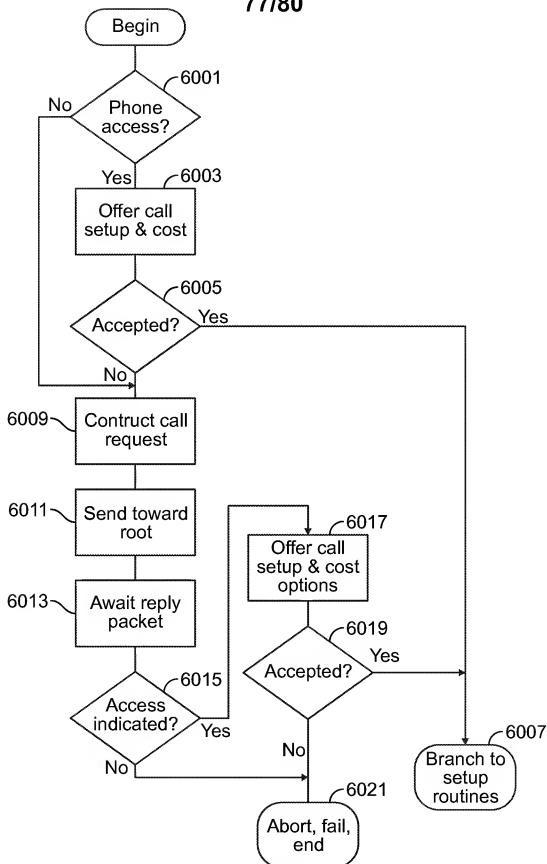 77/80
Begin
6001
No
Phone
access?
Yes
6003
Offer call
setup & cost
6005
Accepted?
Yes
No
6009
Contruct call
request
6011
Send toward
root
6017
Offer call
setup & cost
options
6013
Await reply
packet
6019
Accepted?
Yes
6015
Access
indicated?
Yes
No
No
6007
Branch to
setup
routines
6021
Abort, fail,
end